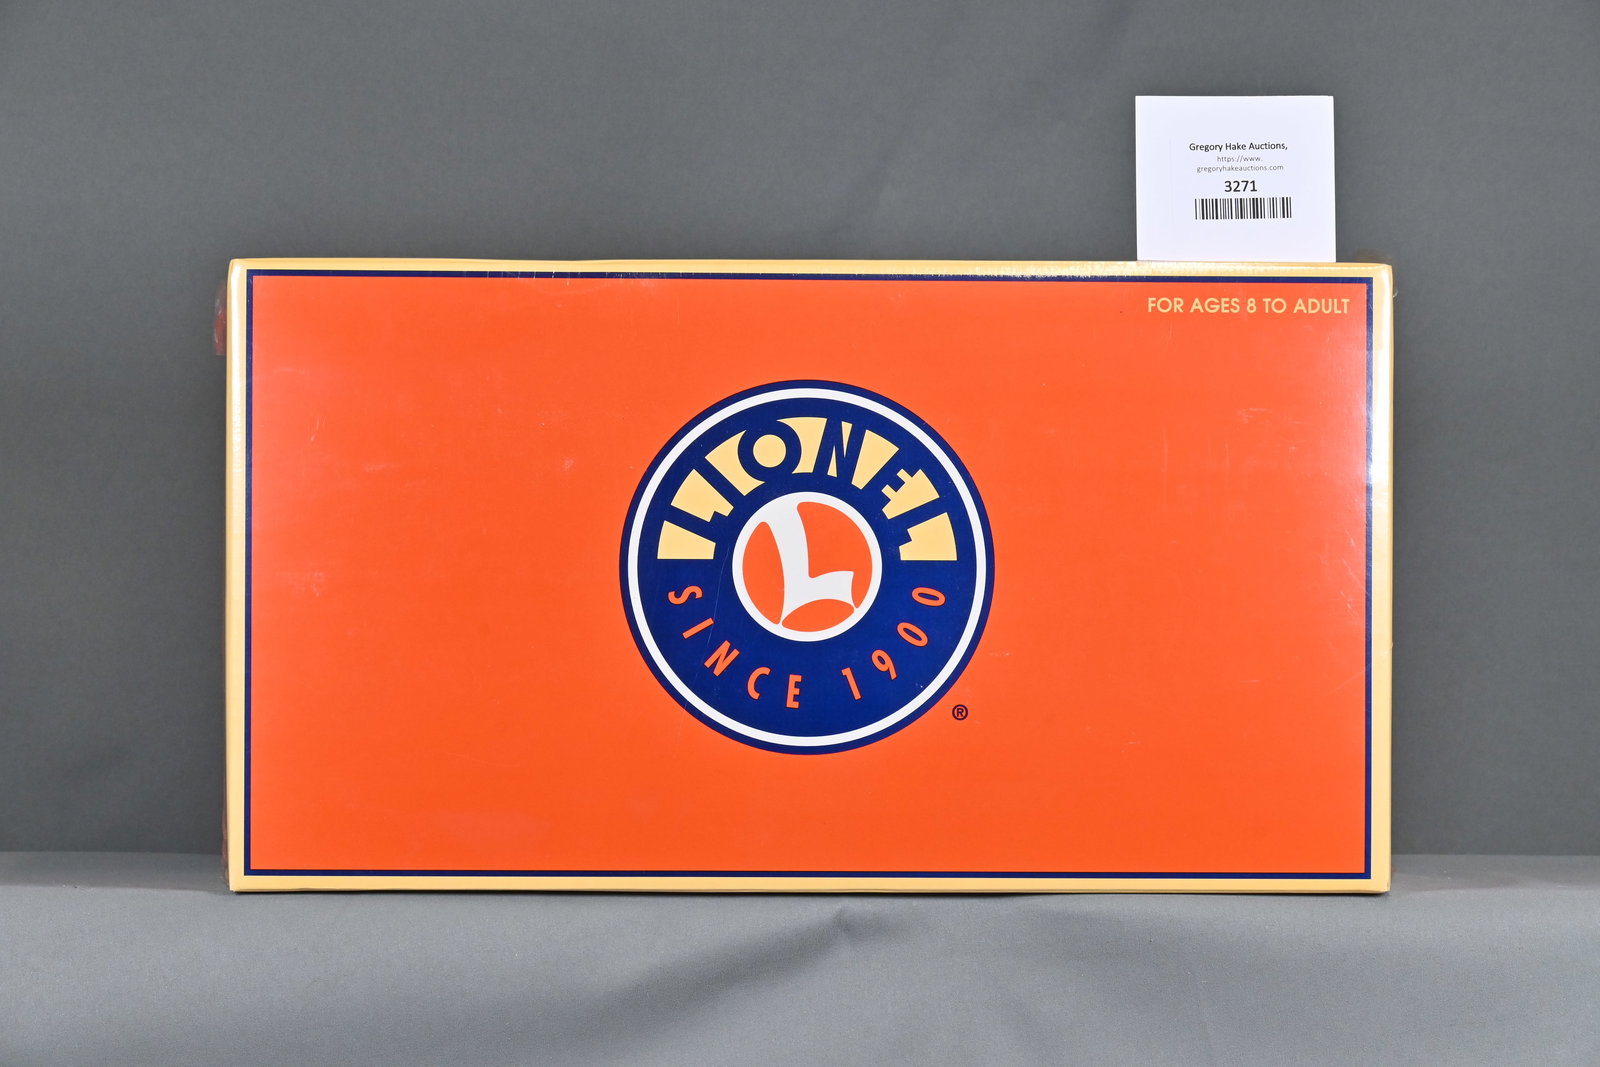 Gregory Hake Auctions,
https://www.
gregoryhakeauctions.com
3271
FOR AGES 8 TO ADULT
LIONEL
L
SINCE 1900
®